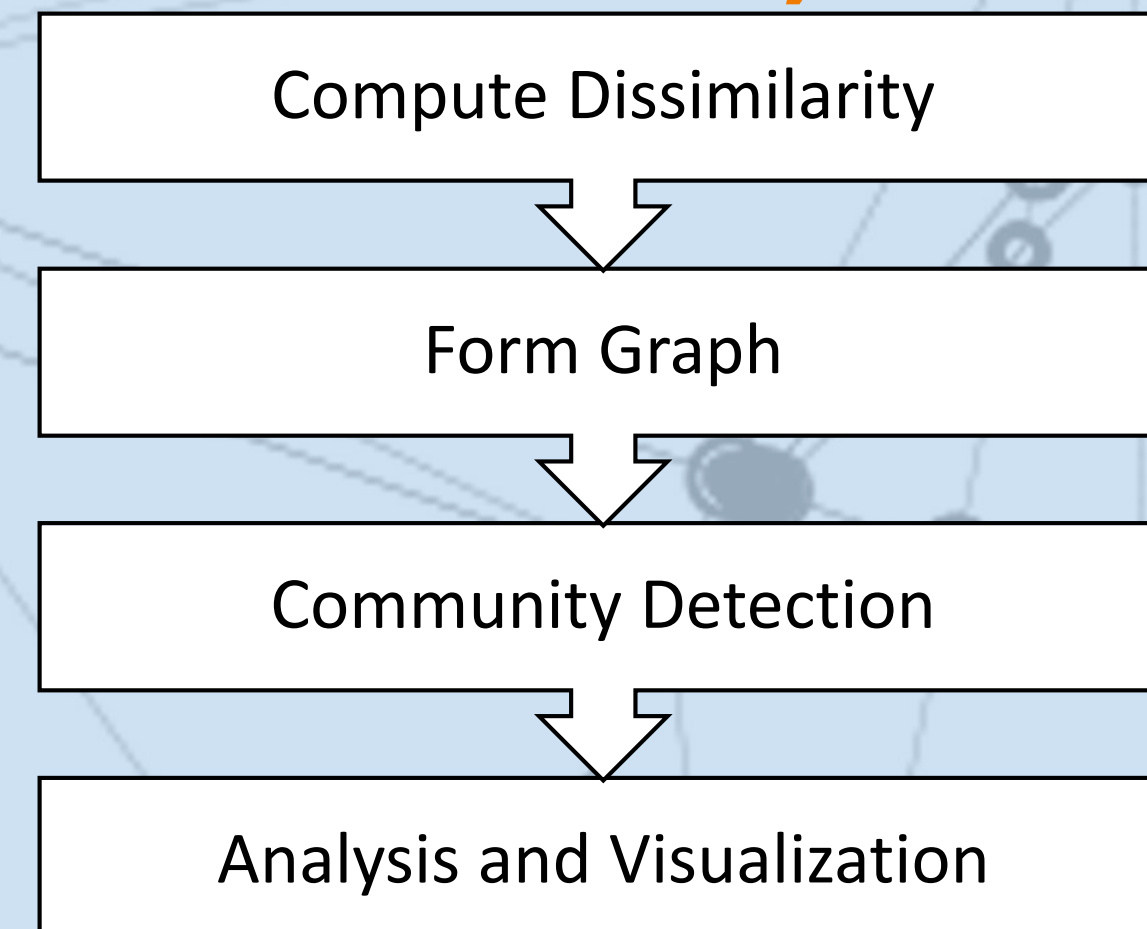 Compute Dissimilarity
Form Graph
Community Detection
Analysis and Visualization